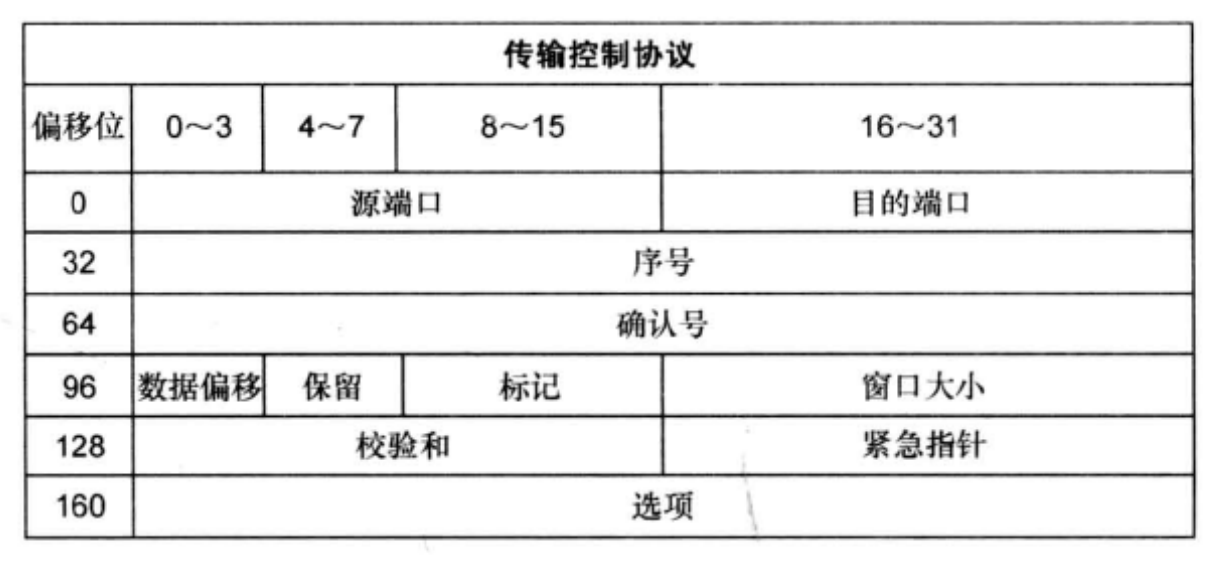 传输控制协议
偏移位 0～3 4～7 8～15 16～31
0 源端口 目的端口
32 序号
64 确认号
96 数据偏移 保留 标记 窗口大小
128 校验和 紧急指针
160 选项